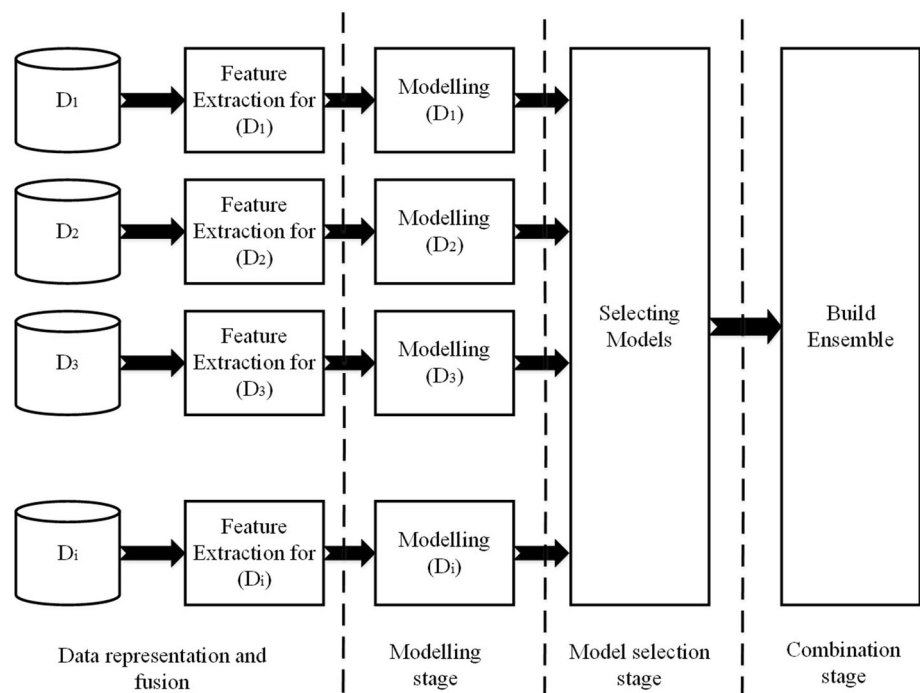 D1
Feature
Extraction for
(D1)
Modelling
(D1)
D2
Feature
Extraction for
(D2)
Modelling
(D2)
D3
Feature
Extraction for
(D3)
Modelling
(D3)
Di
Feature
Extraction for
(Di)
Modelling
(Di)
Selecting
Models
Build
Ensemble
Data representation and
fusion
Modelling
stage
Model selection
stage
Combination
stage